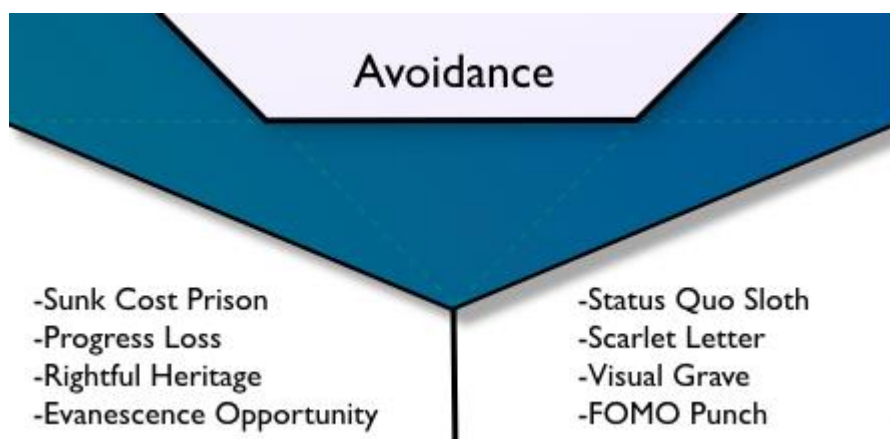 Avoidance
-Sunk Cost Prison
-Progress Loss
-Rightful Heritage
-Evanescence Opportunity
-Status Quo Sloth
-Scarlet Letter
-Visual Grave
-FOMO Punch